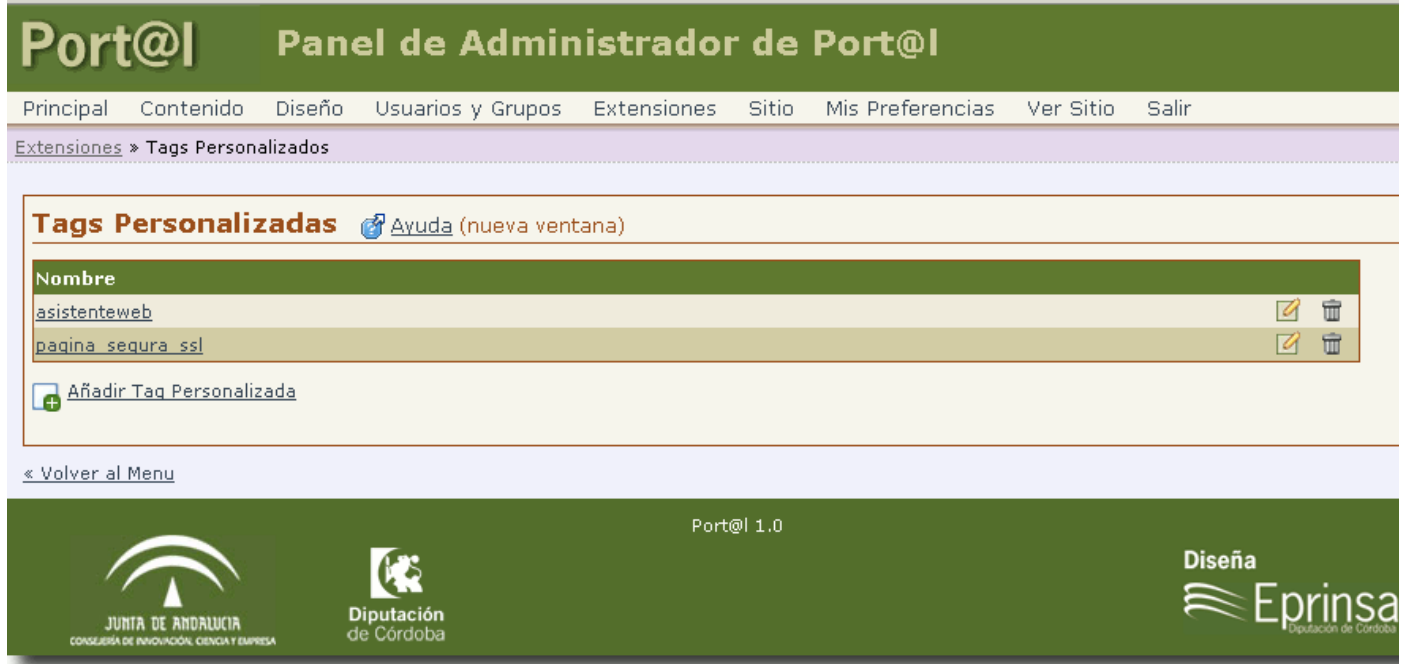 Port@l Panel de Administrador de Port@l
Principal Contenido Diseño Usuarios y Grupos Extensiones Sitio Mis Preferencias Ver Sitio Salir
Extensiones » Tags Personalizados
Tags Personalizadas Ayuda (nueva ventana)
Nombre
asistenteweb
pagina_segura_ssl
Añadir Tag Personalizada
« Volver al Menu
Port@l 1.0
JUNTA DE ANDALUCIA
CONSEJERÍA DE INNOVACIÓN, CIENCIA Y EMPRESA
Diputación
de Córdoba
Diseña
Eprinsa
Diputación de Córdoba